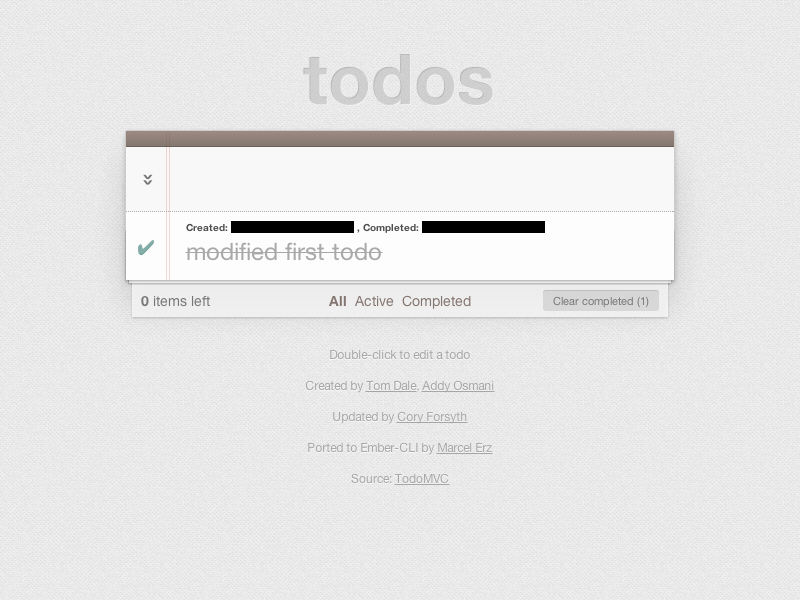 todos
Created: , Completed:
modified first todo
0 items left All Active Completed Clear completed (1)
Double-click to edit a todo
Created by Tom Dale, Addy Osmani
Updated by Cory Forsyth
Ported to Ember-CLI by Marcel Erz
Source: TodoMVC